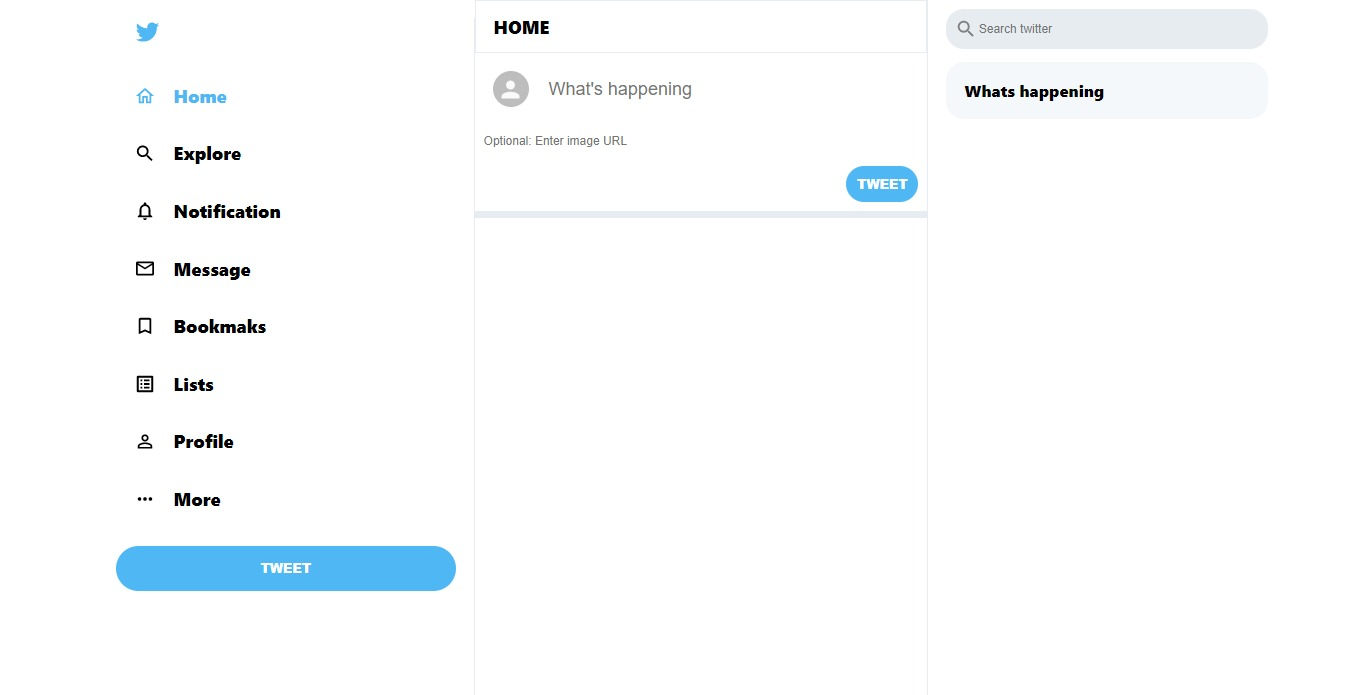 Home
Explore
Notification
Message
Bookmaks
Lists
Profile
More
TWEET
HOME
What's happening
Optional: Enter image URL
TWEET
Search twitter
Whats happening